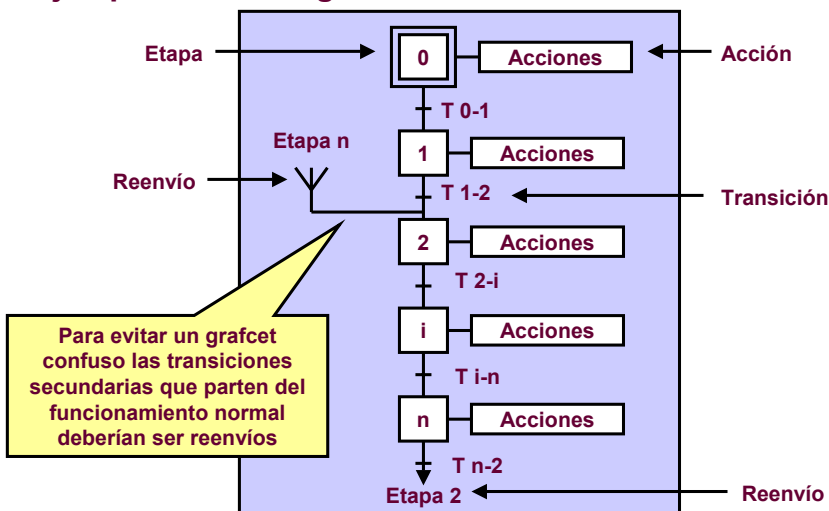 Etapa
0
Acciones
Acción
T 0-1
Etapa n
1
Acciones
Reenvío
T 1-2
Transición
2
Acciones
T 2-i
Para evitar un grafcet
confuso las transiciones
secundarias que parten del
funcionamiento normal
deberían ser reenvíos
i
Acciones
T i-n
n
Acciones
T n-2
Etapa 2
Reenvío